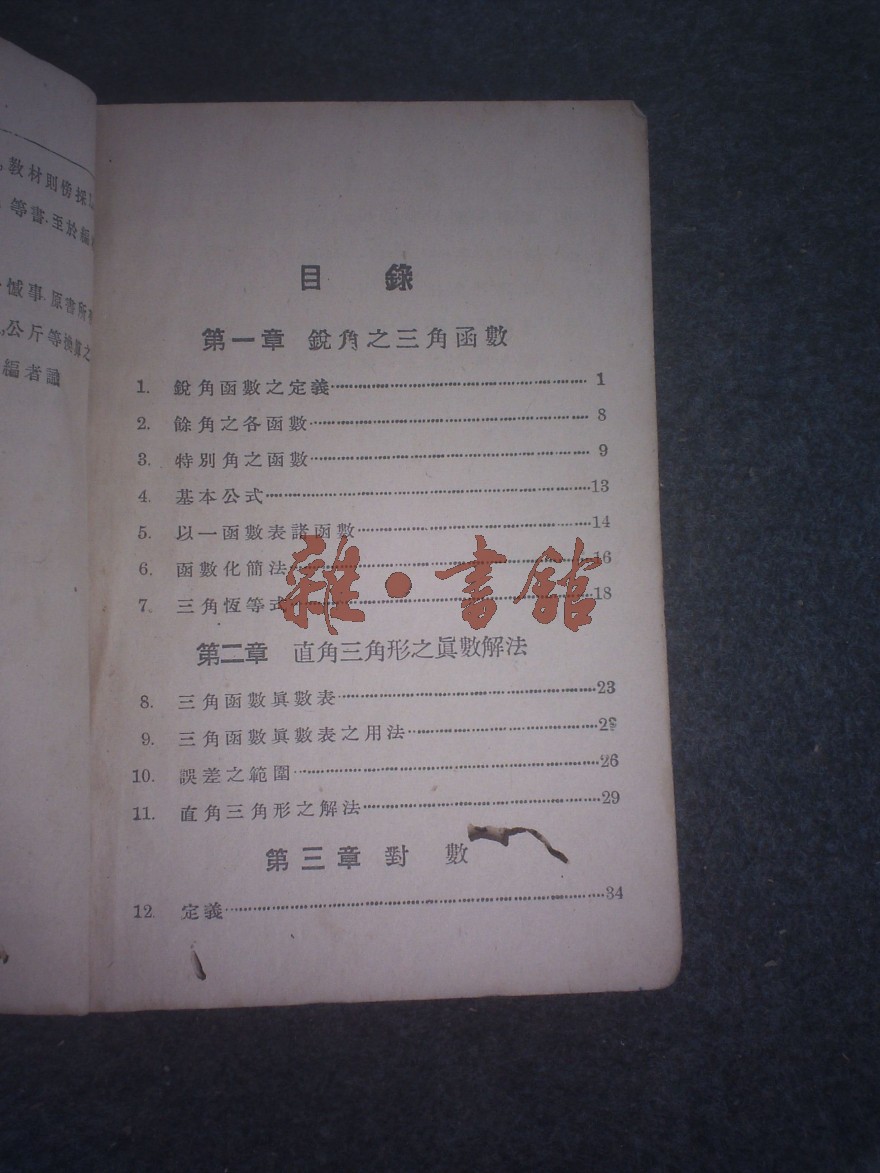 ，教材則傍採
等書．至於編
憾事．原書所
，公斤等換算之
編者識
目 錄
第一章 銳角之三角函數
1. 銳角函數之定義 1
2. 餘角之各函數 8
3. 特別角之函數 9
4. 基本公式 13
5. 以一函數表諸函數 14
6. 函數化簡法 16
7. 三角恆等式 18
雜·書館
第二章 直角三角形之眞數解法
8. 三角函數眞數表 23
9. 三角函數眞數表之用法
10. 誤差之範圍 26
11. 直角三角形之解法 29
第三章 對 數
12. 定義 34